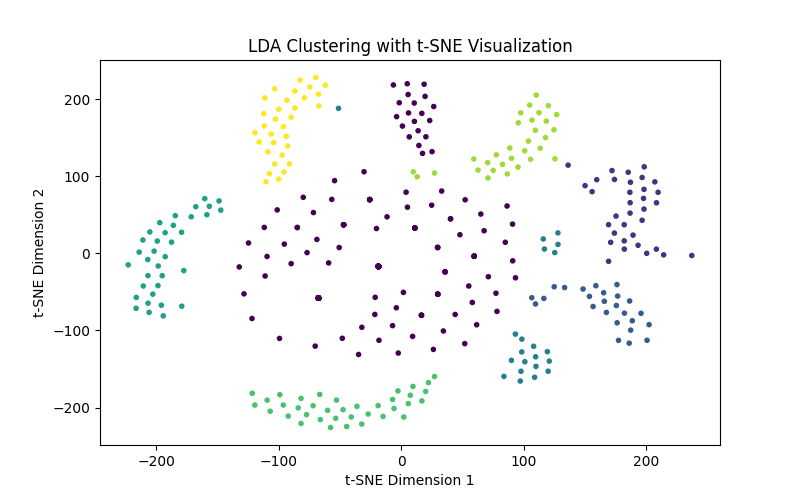 LDA Clustering with t-SNE Visualization
t-SNE Dimension 2
200
100
0
−100
−200
−200 −100 0 100 200
t-SNE Dimension 1